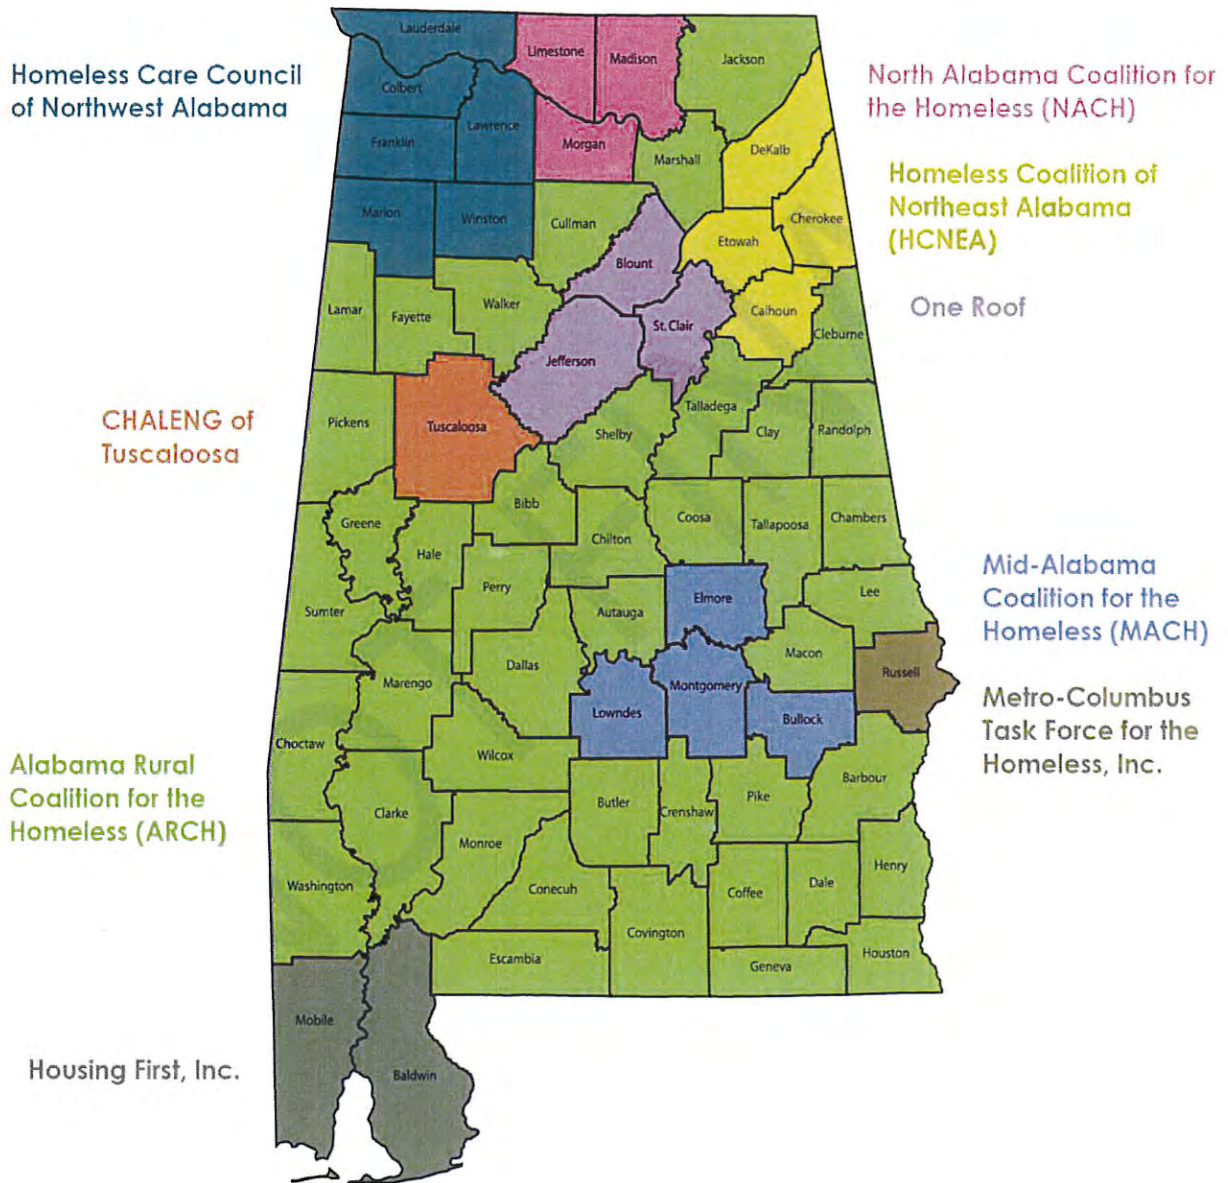 Lauderdale
Limestone
Madison
Jackson
Homeless Care Council
of Northwest Alabama
North Alabama Coalition for
the Homeless (NACH)
Colbert
Lawrence
Franklin
Morgan
Marshall
DeKalb
Homeless Coalition of
Northeast Alabama
(HCNEA)
Marion
Winston
Cullman
Cherokee
Etowah
Blount
One Roof
Lamar
Fayette
Walker
St. Clair
Calhoun
Cleburne
Jefferson
CHALENG of
Tuscaloosa
Pickens
Tuscaloosa
Shelby
Talladega
Clay
Randolph
Bibb
Greene
Hale
Chilton
Coosa
Tallapoosa
Chambers
Perry
Sumter
Autauga
Elmore
Lee
Mid-Alabama
Coalition for the
Homeless (MACH)
Macon
Dallas
Marengo
Russell
Montgomery
Lowndes
Bullock
Metro-Columbus
Task Force for the
Homeless, Inc.
Choctaw
Wilcox
Alabama Rural
Coalition for the
Homeless (ARCH)
Clarke
Butler
Crenshaw
Pike
Barbour
Monroe
Henry
Washington
Conecuh
Coffee
Dale
Covington
Escambia
Geneva
Houston
Mobile
Housing First, Inc.
Baldwin